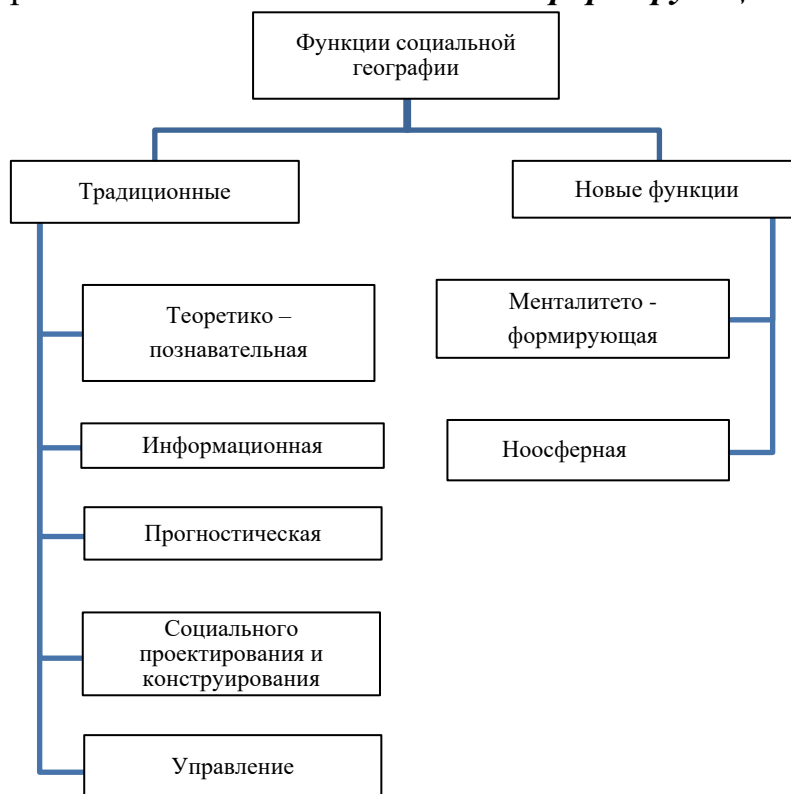 Функции социальной
географии
Традиционные
Новые функции
Теоретико –
познавательная
Менталитето -
формирующая
Информационная
Ноосферная
Прогностическая
Социального
проектирования и
конструирования
Управление